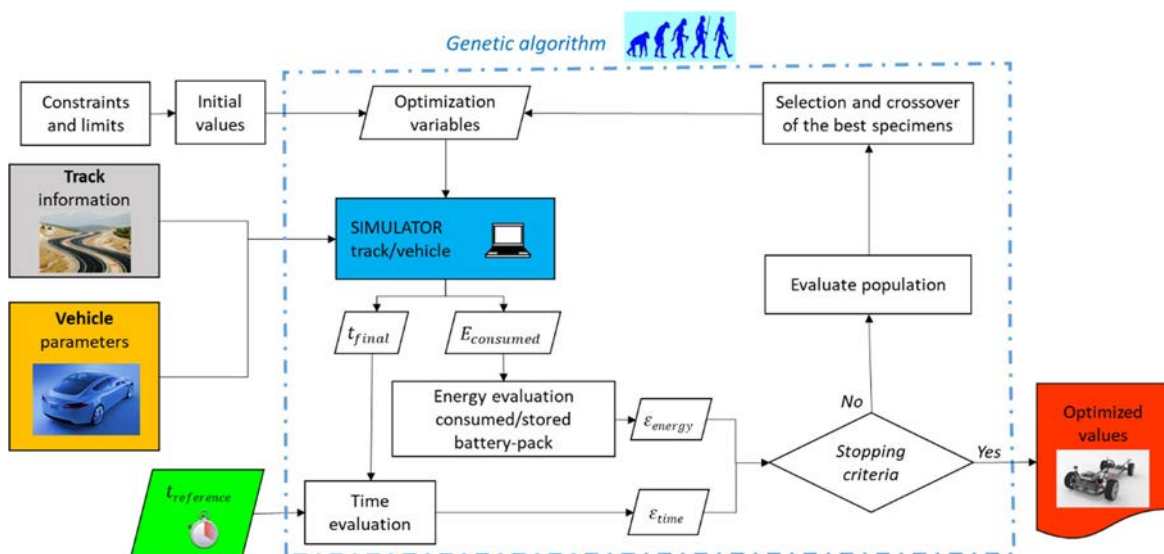 Genetic algorithm
Constraints
and limits
Initial
values
Optimization
variables
Selection and crossover
of the best specimens
Track
information
SIMULATOR
track/vehicle
Evaluate population
Vehicle
parameters
t_final
E_consumed
Energy evaluation
consumed/stored
battery-pack
ε_energy
No
Stopping
criteria
Yes
Optimized
values
t_reference
Time
evaluation
ε_time